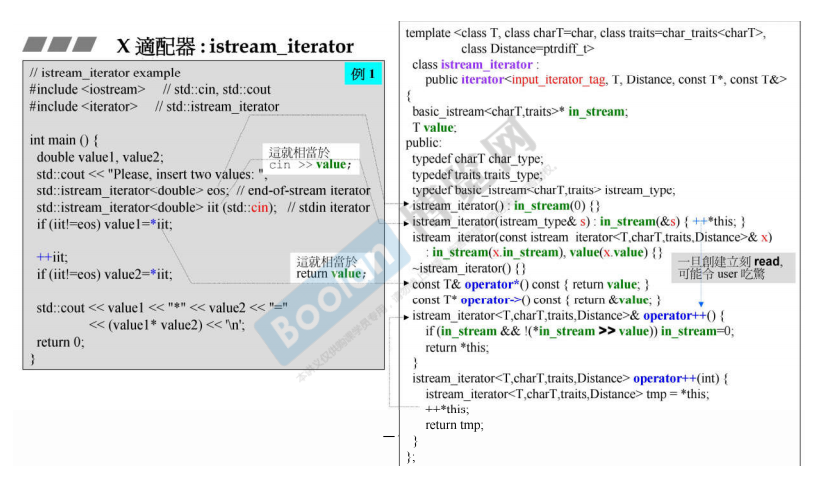 X 適配器 : istream_iterator
例 1
// istream_iterator example
#include <iostream> // std::cin, std::cout
#include <iterator> // std::istream_iterator
int main () {
double value1, value2;
std::cout << "Please, insert two values: ";
std::istream_iterator<double> eos; // end-of-stream iterator
std::istream_iterator<double> iit (std::cin); // stdin iterator
if (iit!=eos) value1=*iit;
++iit;
if (iit!=eos) value2=*iit;
std::cout << value1 << "*" << value2 << "="
<< (value1* value2) << '\n';
return 0;
}
這就相當於
cin >> value;
這就相當於
return value;
template <class T, class charT=char, class traits=char_traits<charT>,
class Distance=ptrdiff_t>
class istream_iterator :
public iterator<input_iterator_tag, T, Distance, const T*, const T&>
{
basic_istream<charT,traits>* in_stream;
T value;
public:
typedef charT char_type;
typedef traits traits_type;
typedef basic_istream<charT,traits> istream_type;
istream_iterator() : in_stream(0) {}
istream_iterator(istream_type& s) : in_stream(&s) { ++*this; }
istream_iterator(const istream_iterator<T,charT,traits,Distance>& x)
: in_stream(x.in_stream), value(x.value) {}
~istream_iterator() {}
const T& operator*() const { return value; }
const T* operator->() const { return &value; }
istream_iterator<T,charT,traits,Distance>& operator++() {
if (in_stream && !(*in_stream >> value)) in_stream=0;
return *this;
}
istream_iterator<T,charT,traits,Distance> operator++(int) {
istream_iterator<T,charT,traits,Distance> tmp = *this;
++*this;
return tmp;
}
};
一旦創建立刻 read,
可能令 user 吃驚
Boolan
博览网